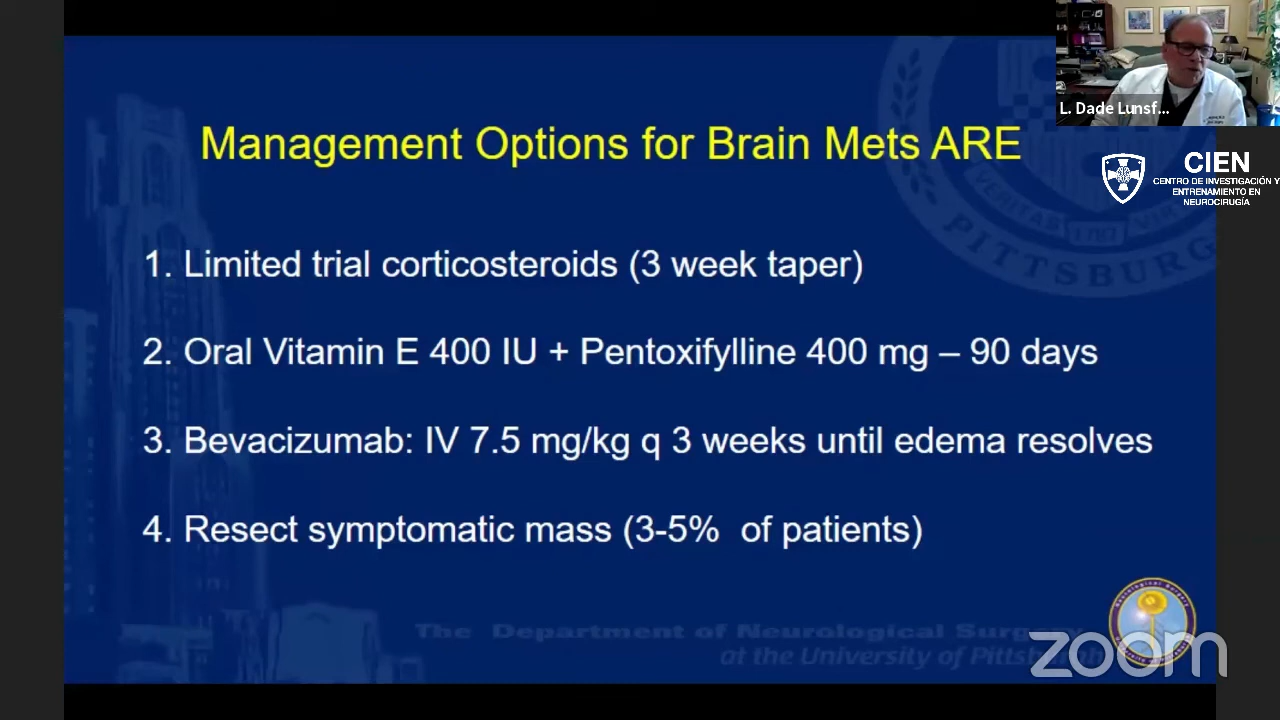 Management Options for Brain Mets ARE
1. Limited trial corticosteroids (3 week taper)
2. Oral Vitamin E 400 IU + Pentoxifylline 400 mg – 90 days
3. Bevacizumab: IV 7.5 mg/kg q 3 weeks until edema resolves
4. Resect symptomatic mass (3-5% of patients)
L. Dade Lunsf...
CIEN
CENTRO DE INVESTIGACIÓN Y
ENTRENAMIENTO EN
NEUROCIRUGÍA
VERITAS
1787
PITTSBURG
The Department of Neurological Surgery
at the University of Pittsburgh
zoom